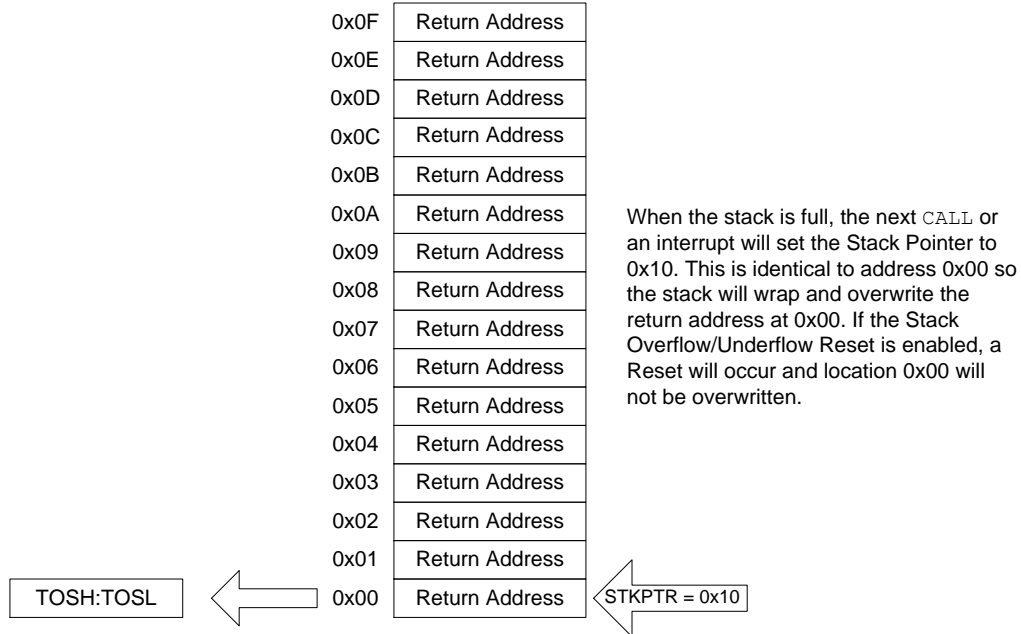 0x0F Return Address
0x0E Return Address
0x0D Return Address
0x0C Return Address
0x0B Return Address
0x0A Return Address
0x09 Return Address
0x08 Return Address
0x07 Return Address
0x06 Return Address
0x05 Return Address
0x04 Return Address
0x03 Return Address
0x02 Return Address
0x01 Return Address
TOSH:TOSL 0x00 Return Address STKPTR = 0x10
When the stack is full, the next CALL or
an interrupt will set the Stack Pointer to
0x10. This is identical to address 0x00 so
the stack will wrap and overwrite the
return address at 0x00. If the Stack
Overflow/Underflow Reset is enabled, a
Reset will occur and location 0x00 will
not be overwritten.